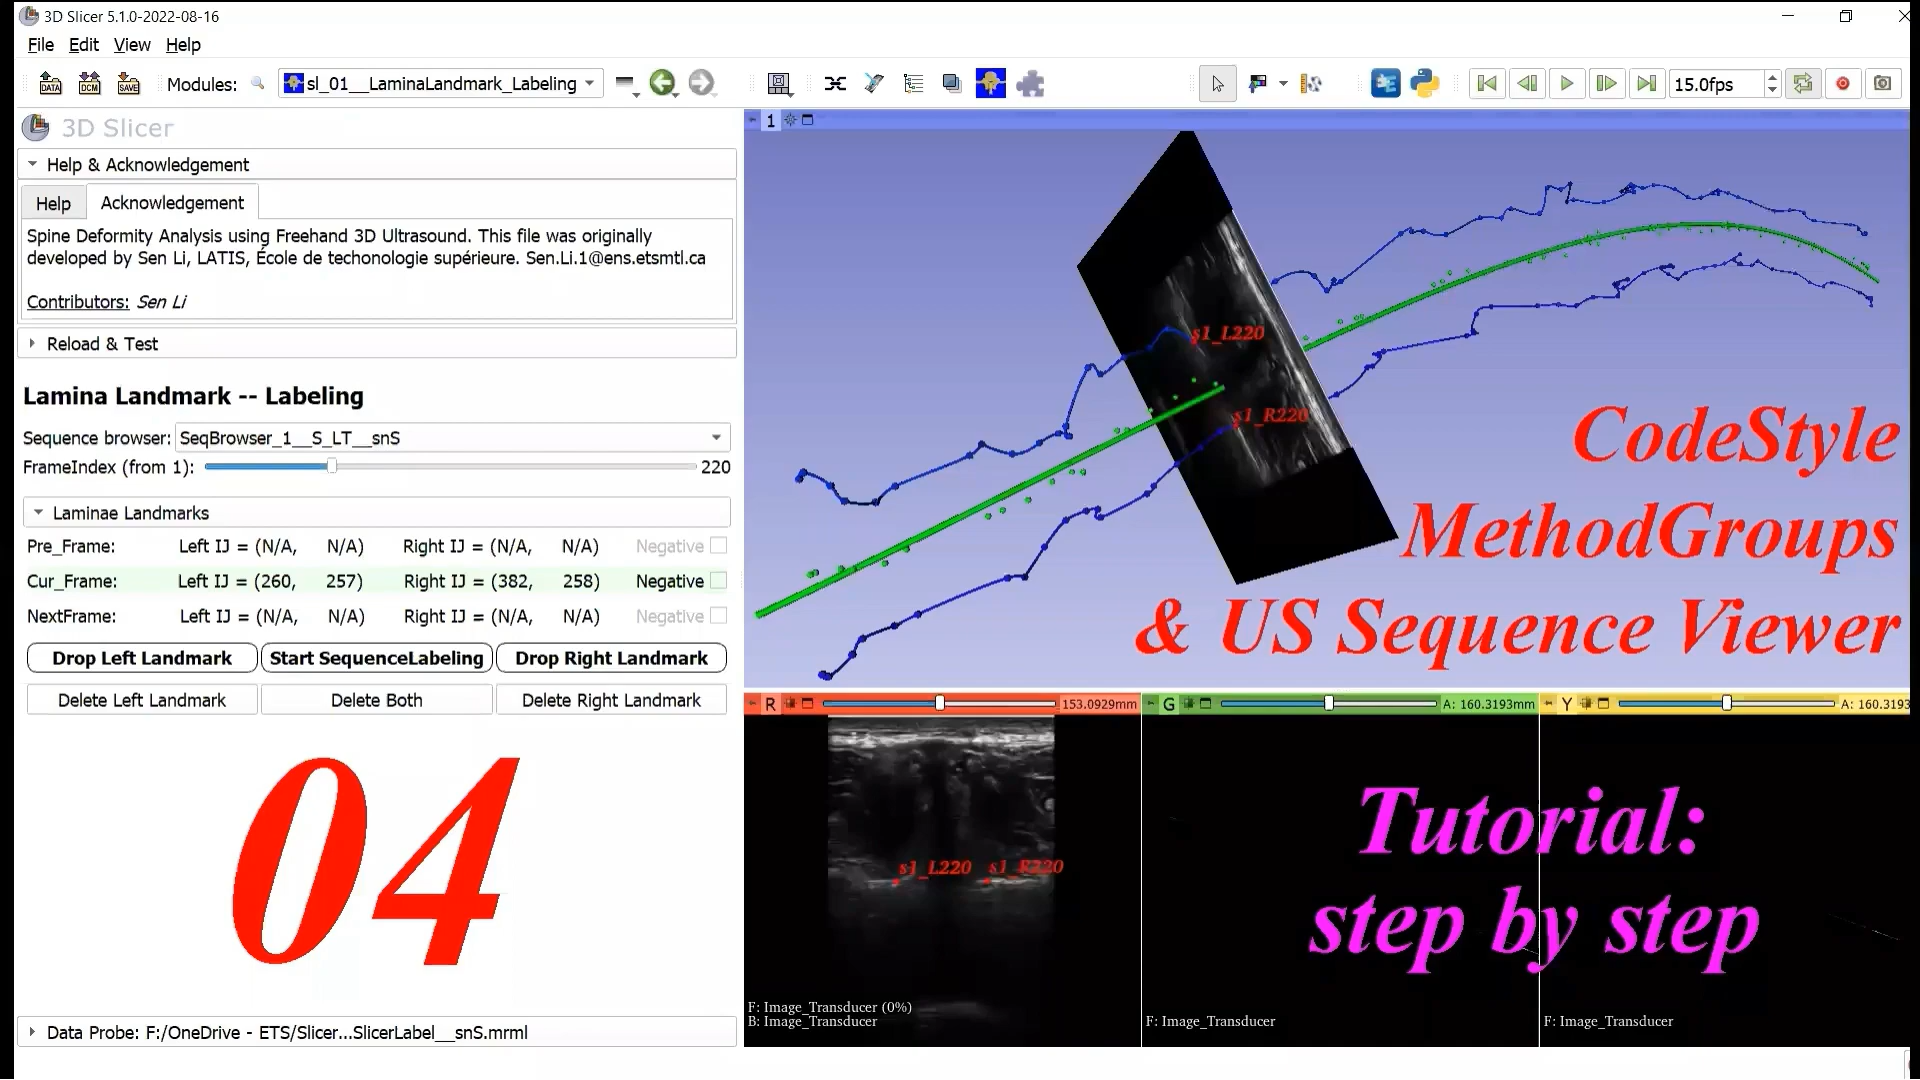 3D Slicer 5.1.0-2022-08-16
File Edit View Help
DATA DCM SAVE Modules: sl_01__LaminaLandmark_Labeling 15.0fps
3D Slicer
Help & Acknowledgement
Help Acknowledgement
Spine Deformity Analysis using Freehand 3D Ultrasound. This file was originally
developed by Sen Li, LATIS, École de techonologie supérieure. Sen.Li.1@ens.etsmtl.ca
Contributors: Sen Li
Reload & Test
Lamina Landmark -- Labeling
Sequence browser: SeqBrowser_1__S_LT__snS
FrameIndex (from 1): 220
Laminae Landmarks
Pre_Frame: Left IJ = (N/A, N/A) Right IJ = (N/A, N/A) Negative
Cur_Frame: Left IJ = (260, 257) Right IJ = (382, 258) Negative
NextFrame: Left IJ = (N/A, N/A) Right IJ = (N/A, N/A) Negative
Drop Left Landmark Start SequenceLabeling Drop Right Landmark
Delete Left Landmark Delete Both Delete Right Landmark
04
Data Probe: F:/OneDrive - ETS/Slicer...SlicerLabel__snS.mrml
1
s1_L220
s1_R220
CodeStyle
MethodGroups
& US Sequence Viewer
R 153.0929mm
G A: 160.3193mm
Y A: 160.3193
s1_L220 s1_R220
F: Image_Transducer (0%)
B: Image_Transducer
Tutorial:
step by step
F: Image_Transducer
F: Image_Transducer